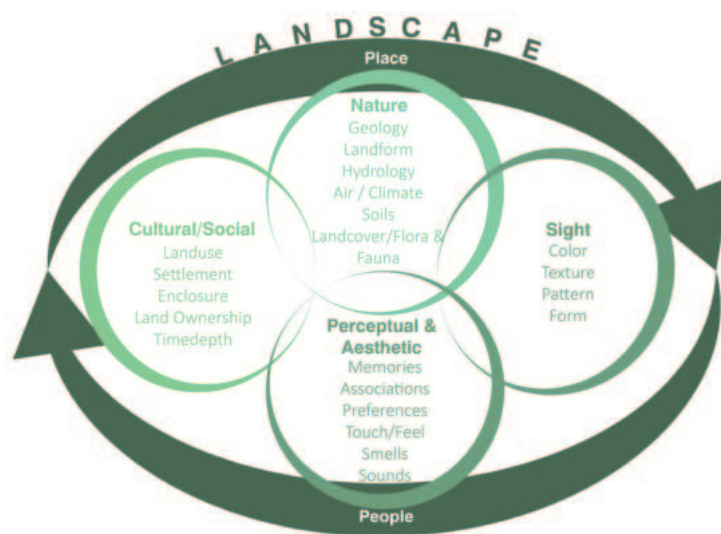 LANDSCAPE
Place
Nature
Geology
Landform
Hydrology
Air / Climate
Soils
Landcover/Flora &
Fauna
Cultural/Social
Landuse
Settlement
Enclosure
Land Ownership
Timedepth
Sight
Color
Texture
Pattern
Form
Perceptual &
Aesthetic
Memories
Associations
Preferences
Touch/Feel
Smells
Sounds
People